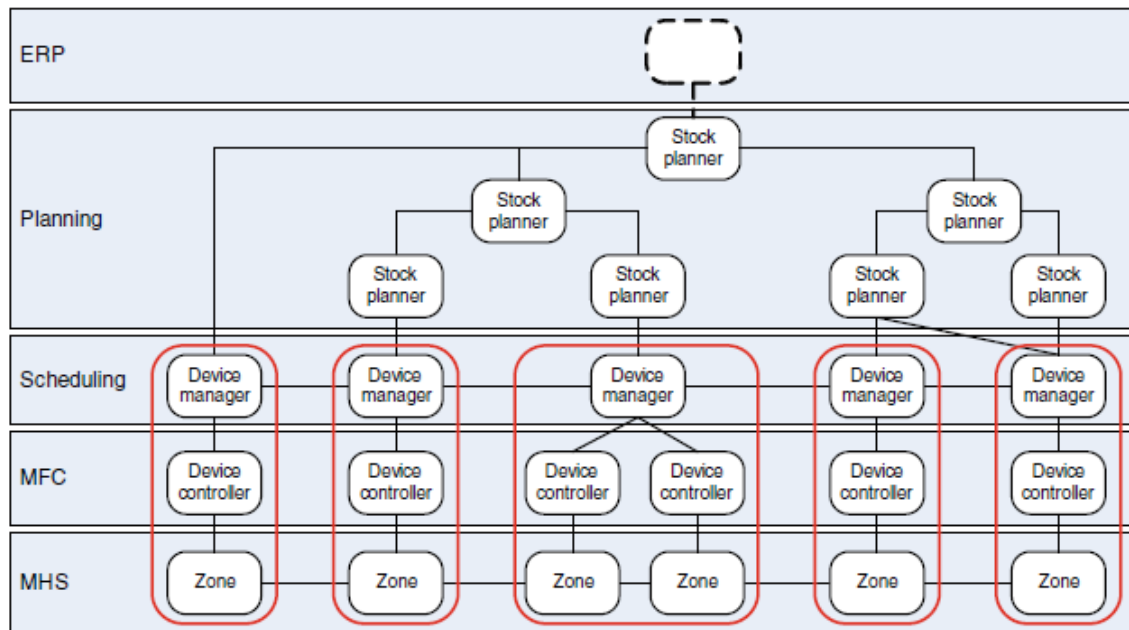 ERP
Stock
planner
Planning
Stock
planner
Stock
planner
Stock
planner
Stock
planner
Stock
planner
Stock
planner
Scheduling
Device
manager
Device
manager
Device
manager
Device
manager
Device
manager
MFC
Device
controller
Device
controller
Device
controller
Device
controller
Device
controller
Device
controller
MHS
Zone
Zone
Zone
Zone
Zone
Zone